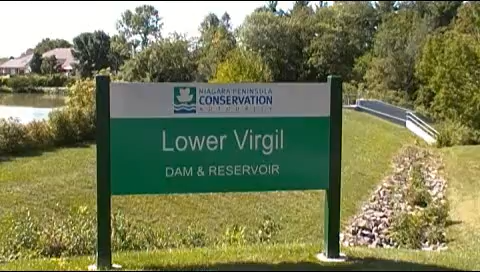 NIAGARA PENINSULA
CONSERVATION
AUTHORITY
Lower Virgil
DAM & RESERVOIR